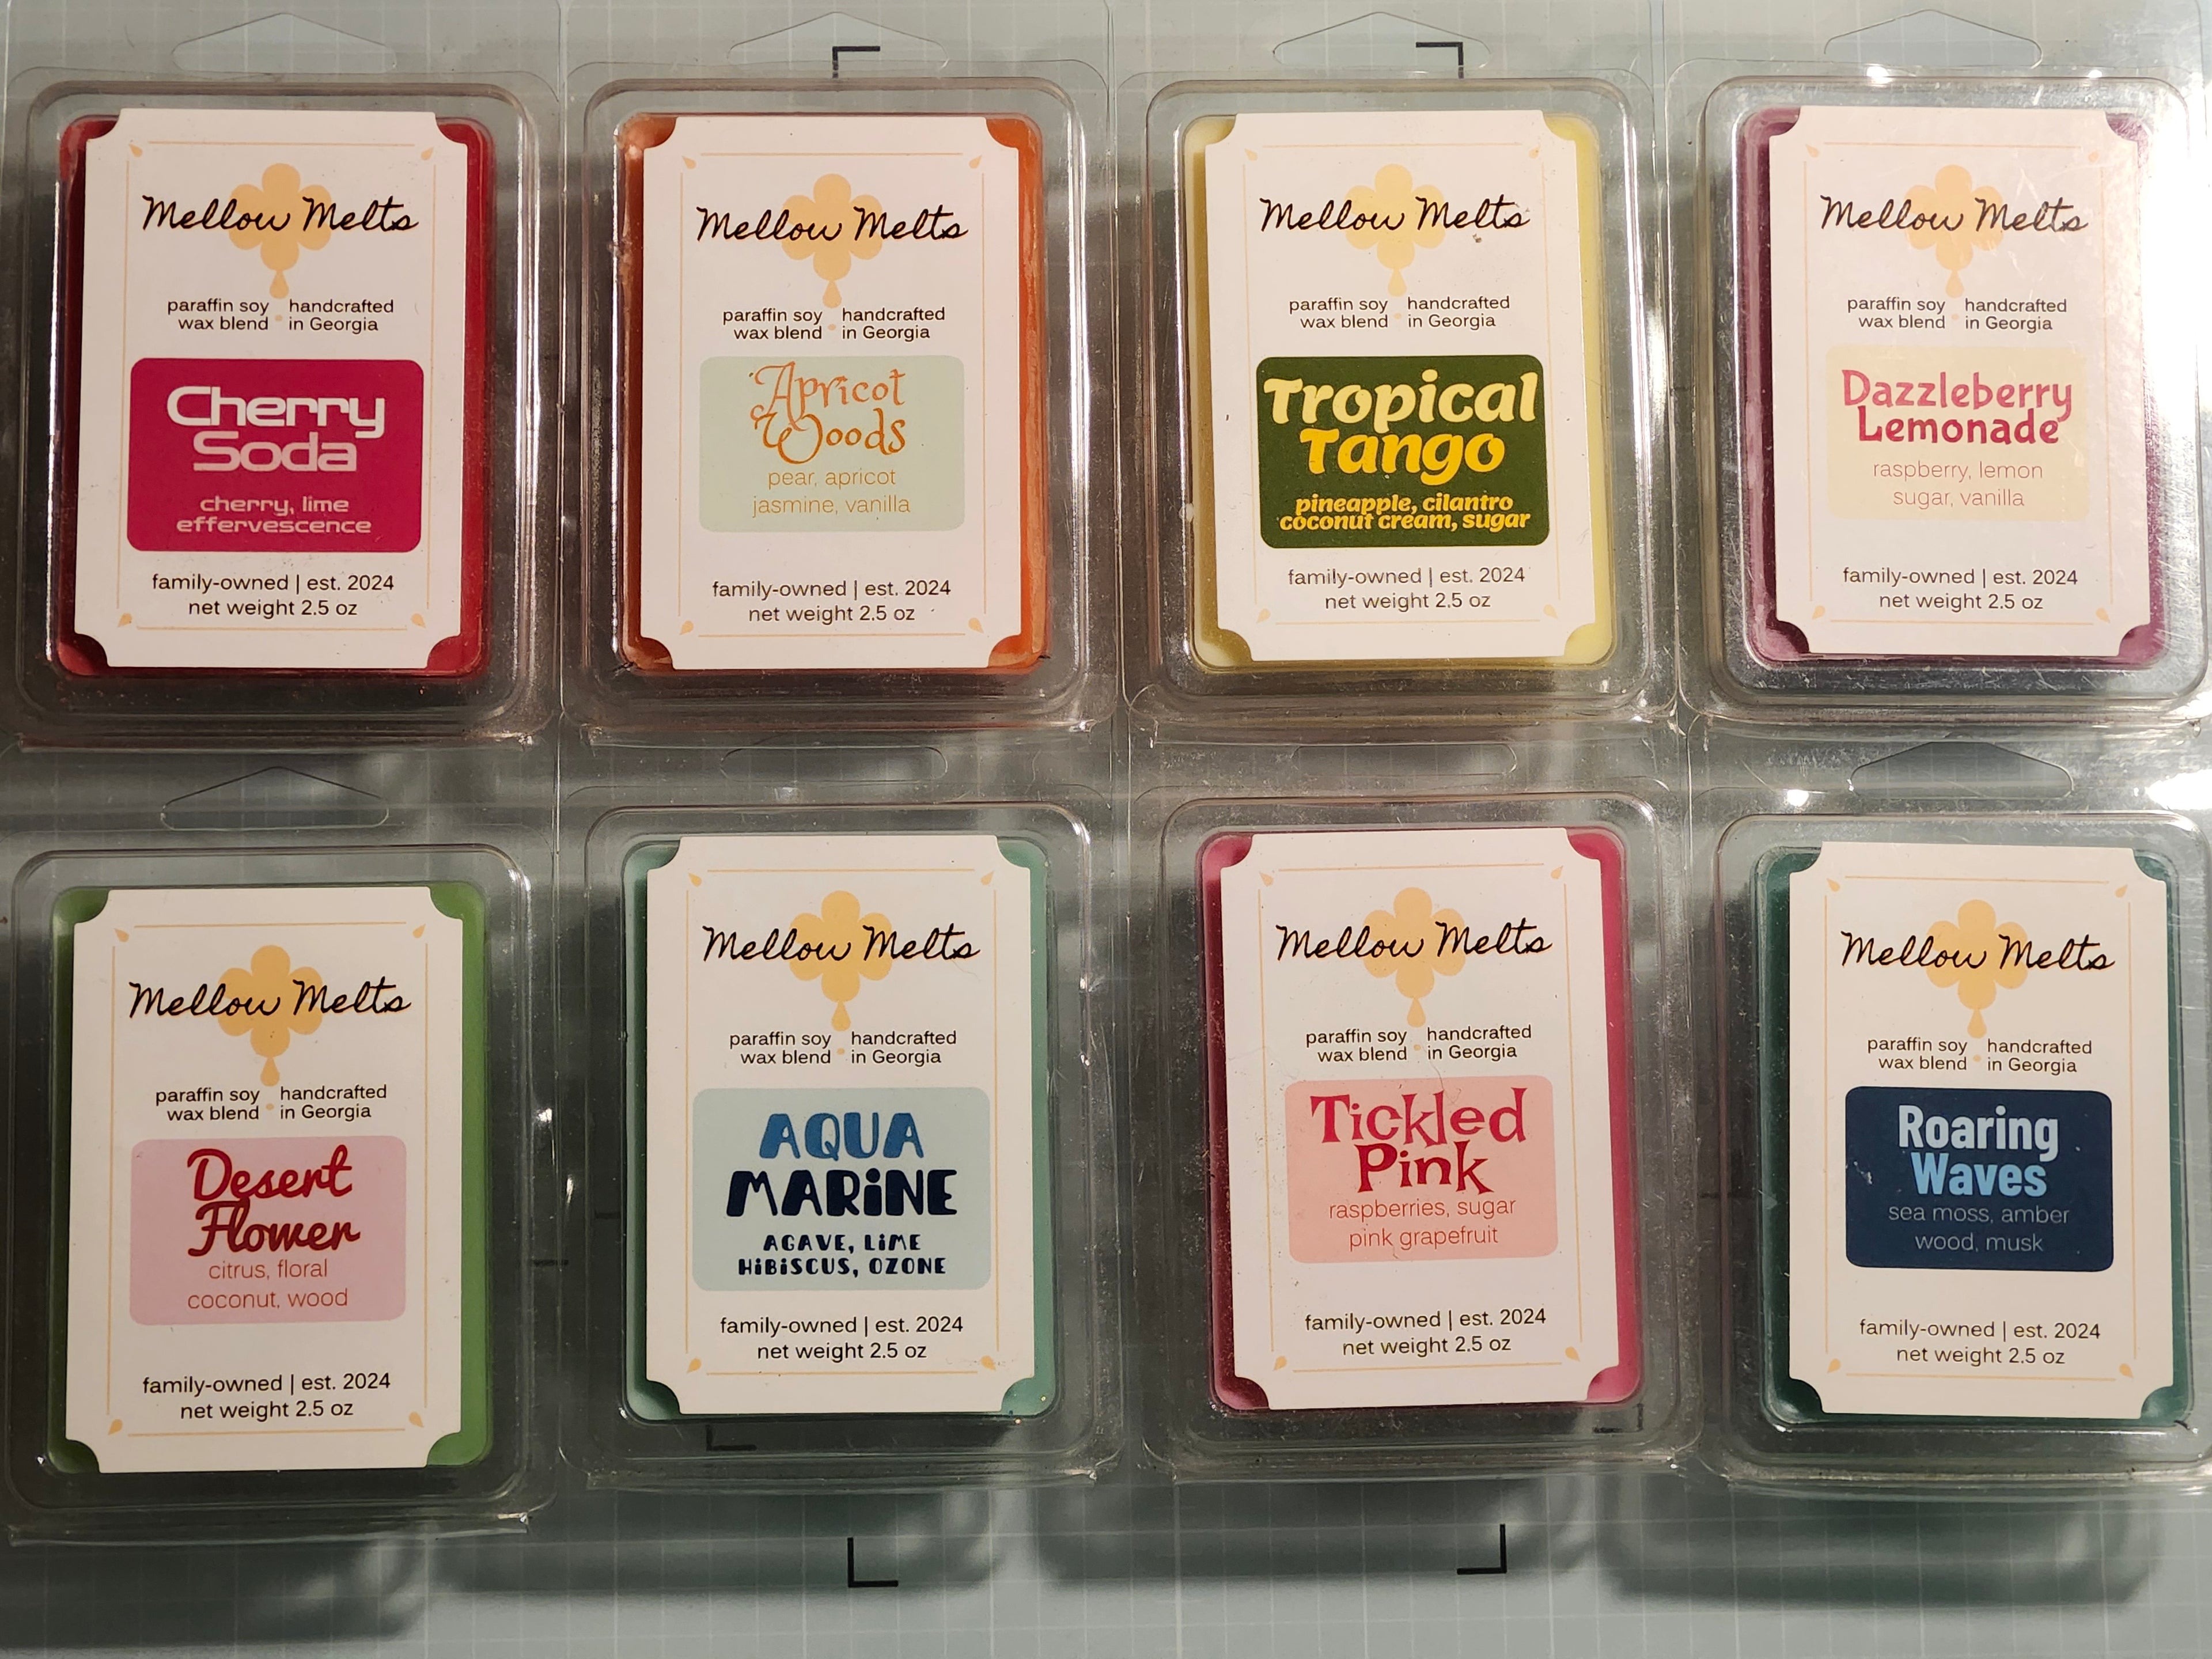 Mellow Melts
paraffin soy handcrafted
wax blend in Georgia
Cherry
Soda
cherry, lime
effervescence
family-owned | est. 2024
net weight 2.5 oz
Mellow Melts
paraffin soy handcrafted
wax blend in Georgia
Apricot
Woods
pear, apricot
jasmine, vanilla
family-owned | est. 2024
net weight 2.5 oz
Mellow Melts
paraffin soy handcrafted
wax blend in Georgia
Tropical
Tango
pineapple, cilantro
coconut cream, sugar
family-owned | est. 2024
net weight 2.5 oz
Mellow Melts
paraffin soy handcrafted
wax blend in Georgia
Dazzleberry
Lemonade
raspberry, lemon
sugar, vanilla
family-owned | est. 2024
net weight 2.5 oz
Mellow Melts
paraffin soy handcrafted
wax blend in Georgia
Desert
Flower
citrus, floral
coconut, wood
family-owned | est. 2024
net weight 2.5 oz
Mellow Melts
paraffin soy handcrafted
wax blend in Georgia
AQUA
MARiNE
AGAVE, LiME
HiBiSCUS, OZONE
family-owned | est. 2024
net weight 2.5 oz
Mellow Melts
paraffin soy handcrafted
wax blend in Georgia
Tickled
Pink
raspberries, sugar
pink grapefruit
family-owned | est. 2024
net weight 2.5 oz
Mellow Melts
paraffin soy handcrafted
wax blend in Georgia
Roaring
Waves
sea moss, amber
wood, musk
family-owned | est. 2024
net weight 2.5 oz